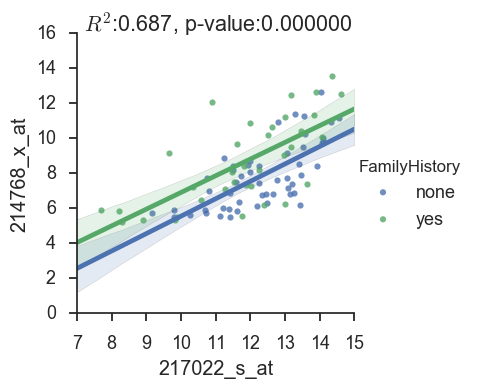 R²:0.687, p-value:0.000000
16
14
12
10
8
6
4
2
0
214768_x_at
7 8 9 10 11 12 13 14 15
217022_s_at
FamilyHistory
none
yes